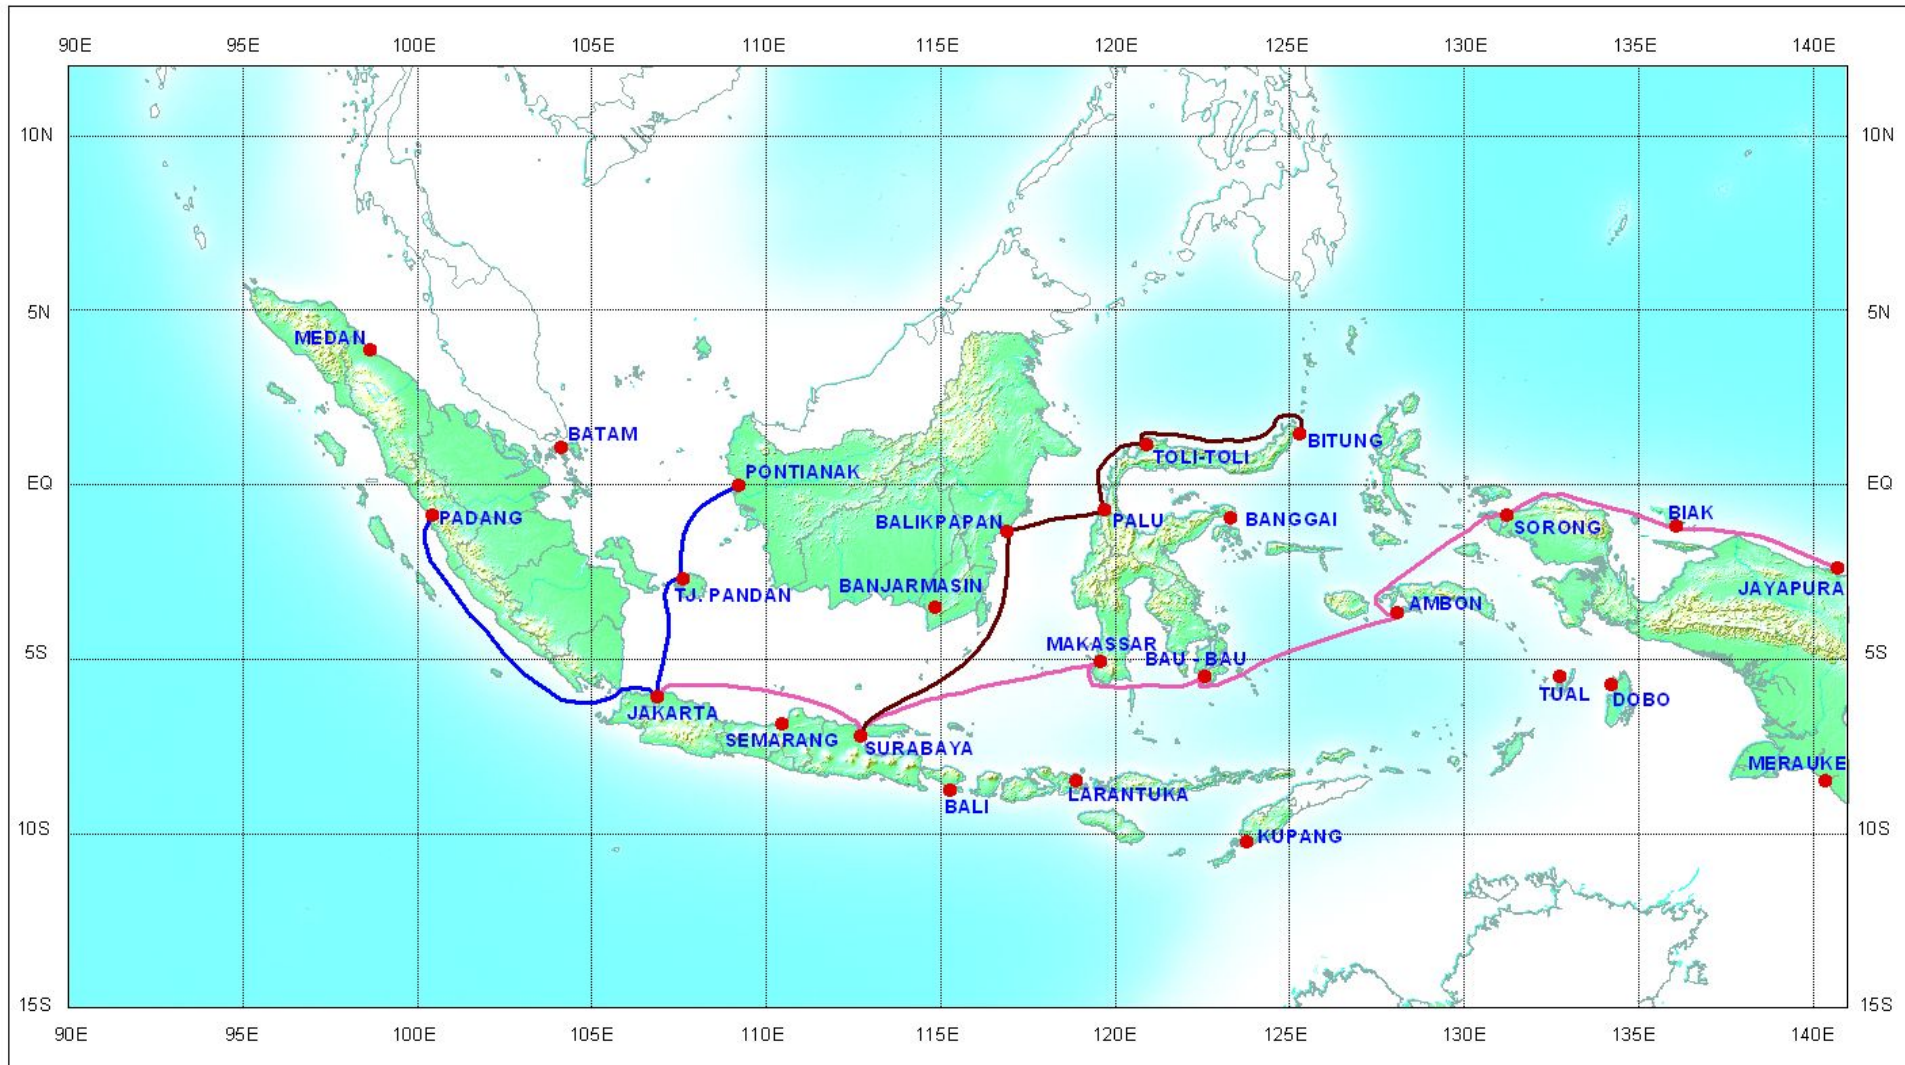 90E 95E 100E 105E 110E 115E 120E 125E 130E 135E 140E
10N 10N
5N 5N
MEDAN
BATAM
BITUNG
TOLI-TOLI
PONTIANAK
EQ EQ
BIAK
PADANG
BALIKPAPAN
PALU
BANGGAI
SORONG
BANJARMASIN
TJ. PANDAN
JAYAPURA
AMBON
MAKASSAR
5S 5S
BAU - BAU
TUAL
DOBO
JAKARTA
SEMARANG
SURABAYA
MERAUKE
LARANTUKA
BALI
10S 10S
KUPANG
15S 15S
90E 95E 100E 105E 110E 115E 120E 125E 130E 135E 140E